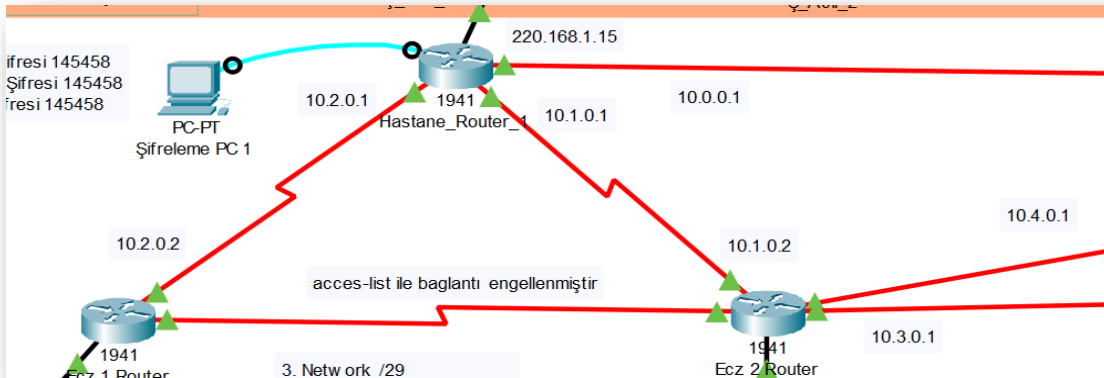 220.168.1.15
ifresi 145458
Şifresi 145458
fresi 145458
10.2.0.1
1941
10.1.0.1
10.0.0.1
Hastane_Router_1
PC-PT
Şifreleme PC 1
10.4.0.1
10.2.0.2
10.1.0.2
acces-list ile baglantı engellenmiştir
10.3.0.1
1941
Ecz 1 Router
3. Netw ork /29
1941
Ecz 2 Router